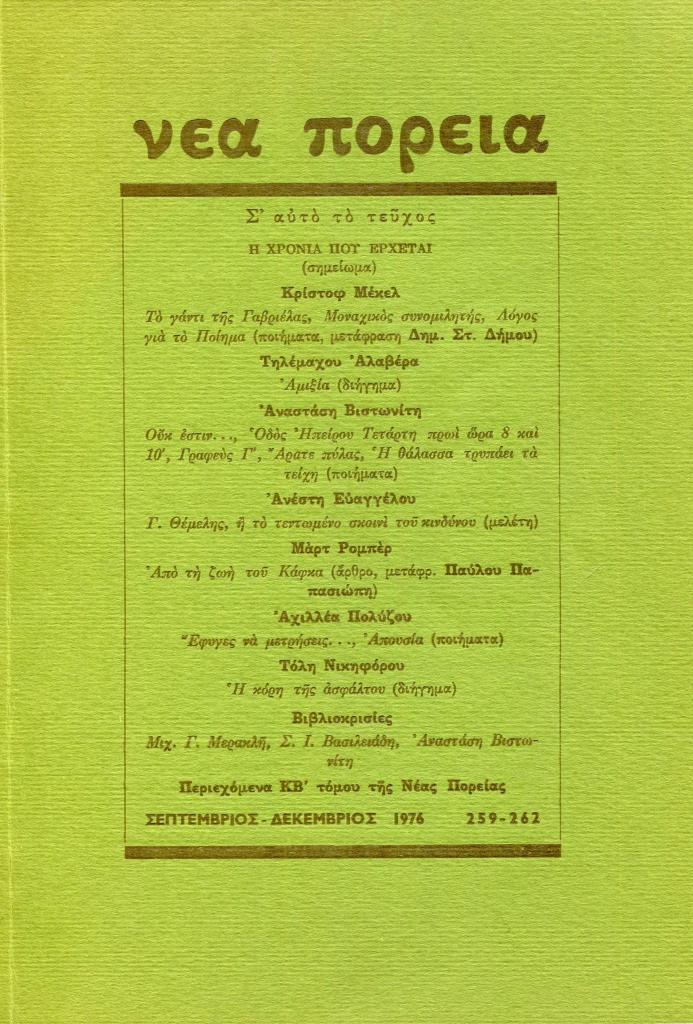 νεα πορεια
Σ' αὐτὸ τὸ τεῦχος
Η ΧΡΟΝΙΑ ΠΟΥ ΕΡΧΕΤΑΙ
(σημείωμα)
Κρίστοφ Μέκελ
Τὸ γάντι τῆς Γαβριέλας, Μοναχικὸς συνομιλητής, Λόγος
γιὰ τὸ Ποίημα (ποιήματα, μετάφραση Δημ. Στ. Δήμου)
Τηλέμαχου Ἀλαβέρα
Ἀμιξία (διήγημα)
Ἀναστάση Βιστωνίτη
Οὐκ ἐστιν..., Ὁδὸς Ἠπείρου Τετάρτη πρωὶ ὥρα 8 καὶ
10', Γραφεὺς Γ', Ἄρατε πύλας, Ἡ θάλασσα τρυπάει τὰ
τείχη (ποιήματα)
Ἀνέστη Εὐαγγέλου
Γ. Θέμελης, ἢ τὸ τεντωμένο σκοινὶ τοῦ κινδύνου (μελέτη)
Μὰρτ Ρομπὲρ
Ἀπὸ τὴ ζωὴ τοῦ Κάφκα (ἄρθρο, μετάφρ. Παύλου Πα-
πασιώπη)
Ἀχιλλέα Πολύζου
Ἔφυγες νὰ μετρήσεις..., Ἀπουσία (ποιήματα)
Τόλη Νικηφόρου
Ἡ κόρη τῆς ἀσφάλτου (διήγημα)
Βιβλιοκρισίες
Μιχ. Γ. Μερακλῆ, Σ. Ι. Βασιλειάδη, Ἀναστάση Βιστω-
νίτη
Περιεχόμενα ΚΒ' τόμου τῆς Νέας Πορείας
ΣΕΠΤΕΜΒΡΙΟΣ - ΔΕΚΕΜΒΡΙΟΣ 1976 259-262